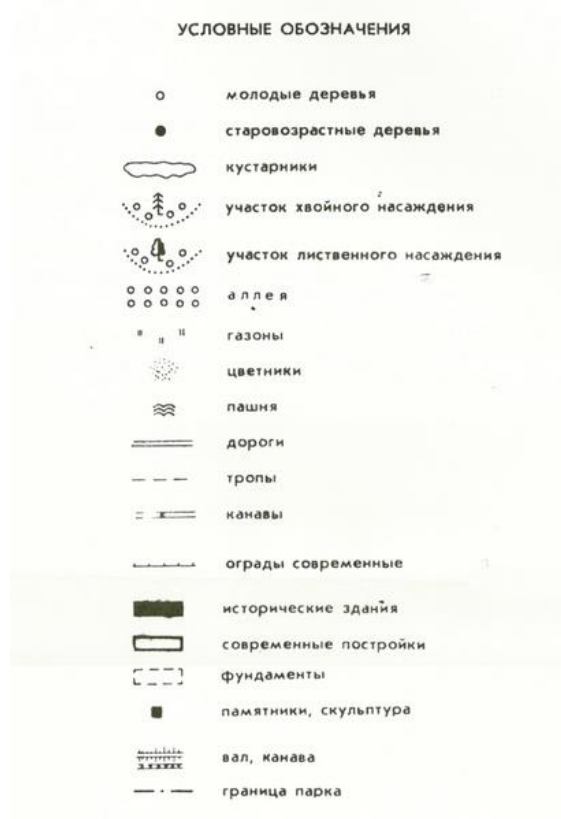 УСЛОВНЫЕ ОБОЗНАЧЕНИЯ
молодые деревья
старовозрастные деревья
кустарники
участок хвойного насаждения
участок лиственного насаждения
аллея
газоны
цветники
пашня
дороги
тропы
канавы
ограды современные
исторические здания
современные постройки
фундаменты
памятники, скульптура
вал, канава
граница парка